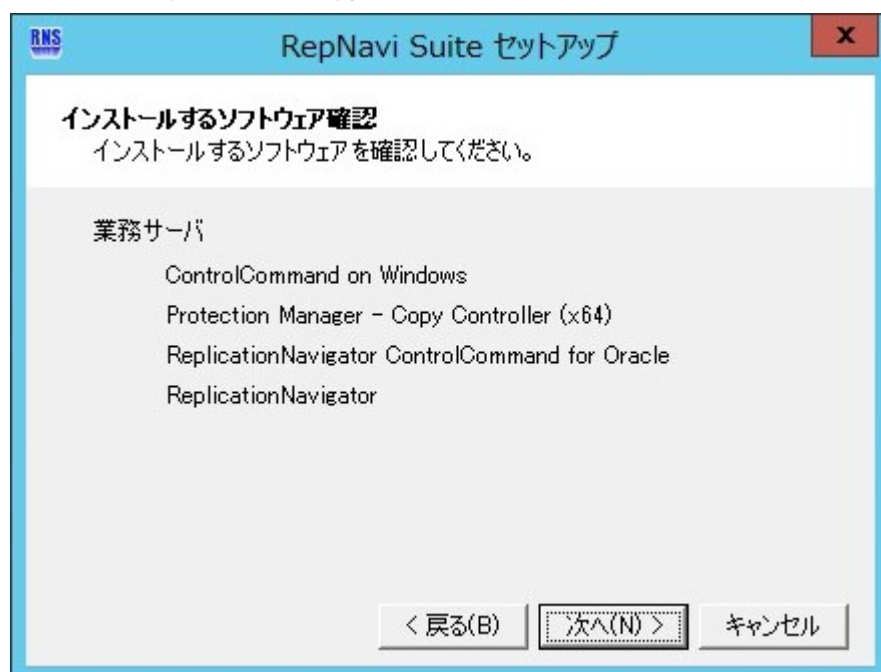 RNS
RepNavi Suite セットアップ
x
インストールするソフトウェア確認
インストールするソフトウェアを確認してください。
業務サーバ
ControlCommand on Windows
Protection Manager - Copy Controller (x64)
ReplicationNavigator ControlCommand for Oracle
ReplicationNavigator
< 戻る(B) 次へ(N) > キャンセル